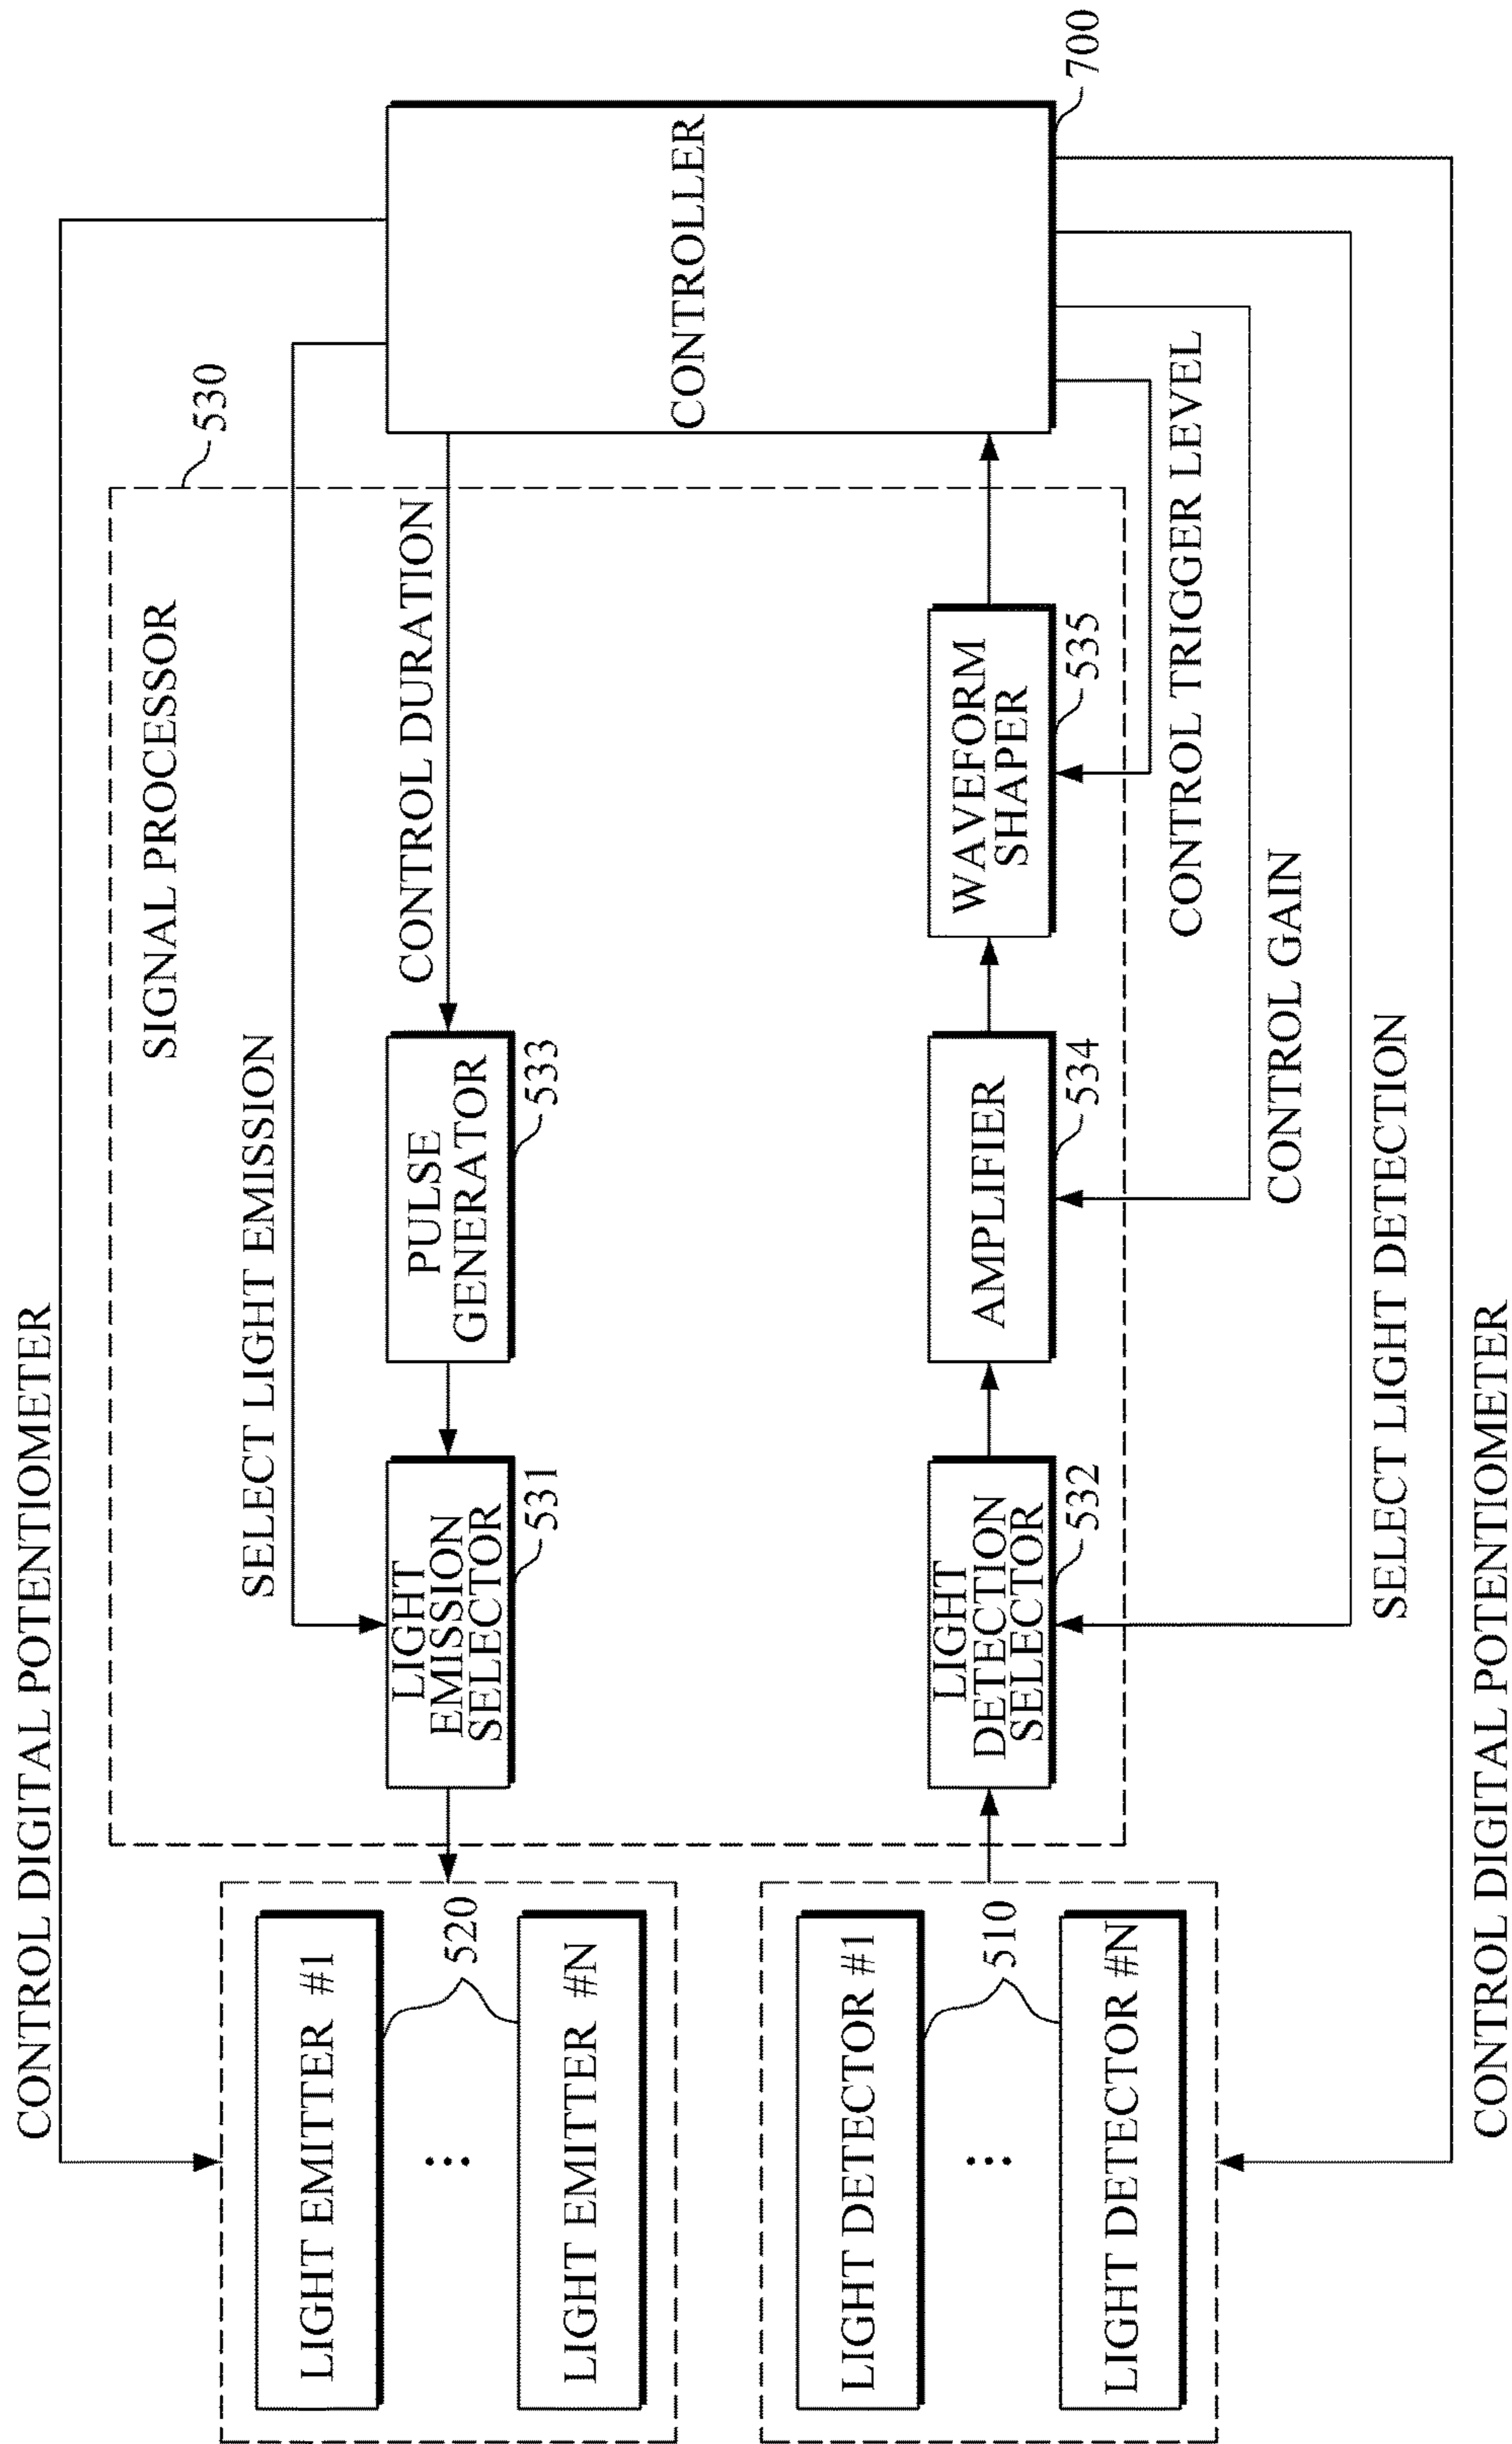 CONTROL DIGITAL POTENTIOMETER
SELECT LIGHT EMISSION
SIGNAL PROCESSOR
530
CONTROL DURATION
LIGHT EMITTER #1
520
LIGHT EMITTER #N
LIGHT
EMISSION
SELECTOR
531
PULSE
GENERATOR
533
CONTROLLER
700
LIGHT DETECTOR #1
510
LIGHT DETECTOR #N
LIGHT
DETECTION
SELECTOR
532
AMPLIFIER
534
WAVEFORM
SHAPER
535
CONTROL TRIGGER LEVEL
CONTROL GAIN
SELECT LIGHT DETECTION
CONTROL DIGITAL POTENTIOMETER